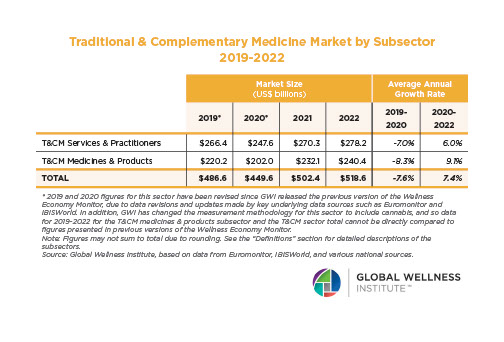 Traditional & Complementary Medicine Market by Subsector
2019-2022
Market Size
(US$ billions)
Average Annual
Growth Rate
2019* 2020* 2021 2022 2019-2020 2020-2022
T&CM Services & Practitioners $266.4 $247.6 $270.3 $278.2 -7.0% 6.0%
T&CM Medicines & Products $220.2 $202.0 $232.1 $240.4 -8.3% 9.1%
TOTAL $486.6 $449.6 $502.4 $518.6 -7.6% 7.4%
* 2019 and 2020 figures for this sector have been revised since GWI released the previous version of the Wellness
Economy Monitor, due to data revisions and updates made by key underlying data sources such as Euromonitor and
IBISWorld. In addition, GWI has changed the measurement methodology for this sector to include cannabis, and so data
for 2019-2022 for the T&CM medicines & products subsector and the T&CM sector total cannot be directly compared to
figures presented in previous versions of the Wellness Economy Monitor.
Note: Figures may not sum to total due to rounding. See the "Definitions" section for detailed descriptions of the
subsectors.
Source: Global Wellness Institute, based on data from Euromonitor, IBISWorld, and various national sources.
GLOBAL WELLNESS
INSTITUTE™